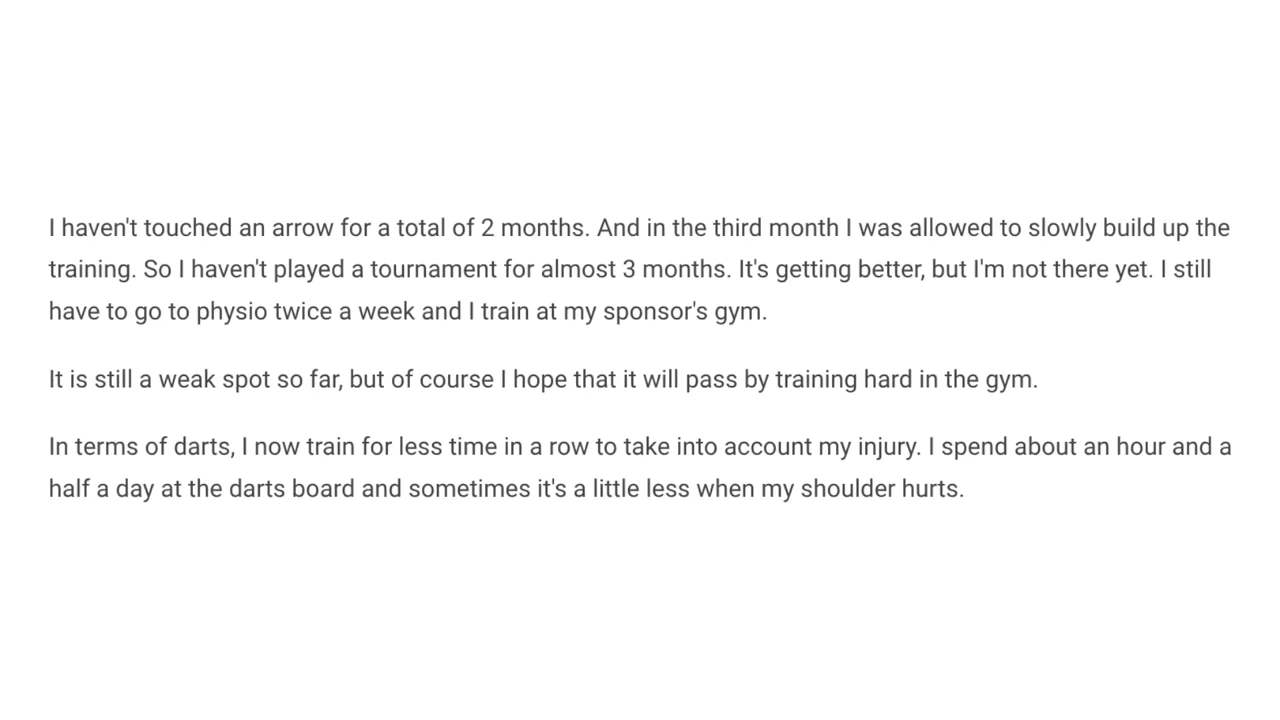 I haven't touched an arrow for a total of 2 months. And in the third month I was allowed to slowly build up the
training. So I haven't played a tournament for almost 3 months. It's getting better, but I'm not there yet. I still
have to go to physio twice a week and I train at my sponsor's gym.
It is still a weak spot so far, but of course I hope that it will pass by training hard in the gym.
In terms of darts, I now train for less time in a row to take into account my injury. I spend about an hour and a
half a day at the darts board and sometimes it's a little less when my shoulder hurts.